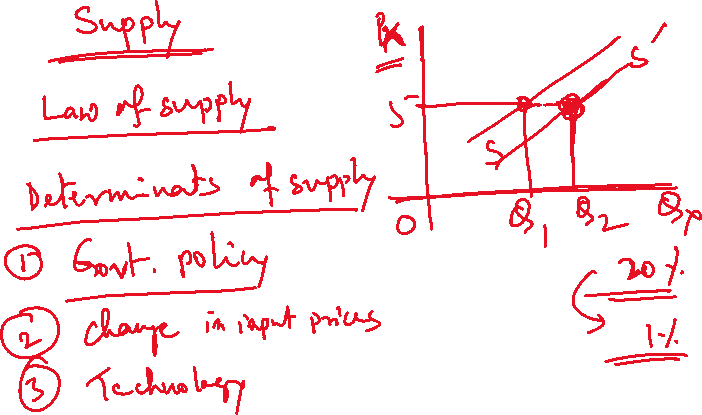 Supply
Law of supply
Determinats of supply
① Govt. policy
② change in input prices
③ Technology
Px
S'
5
S
O
Q1
Q2
Qx
20%
1%